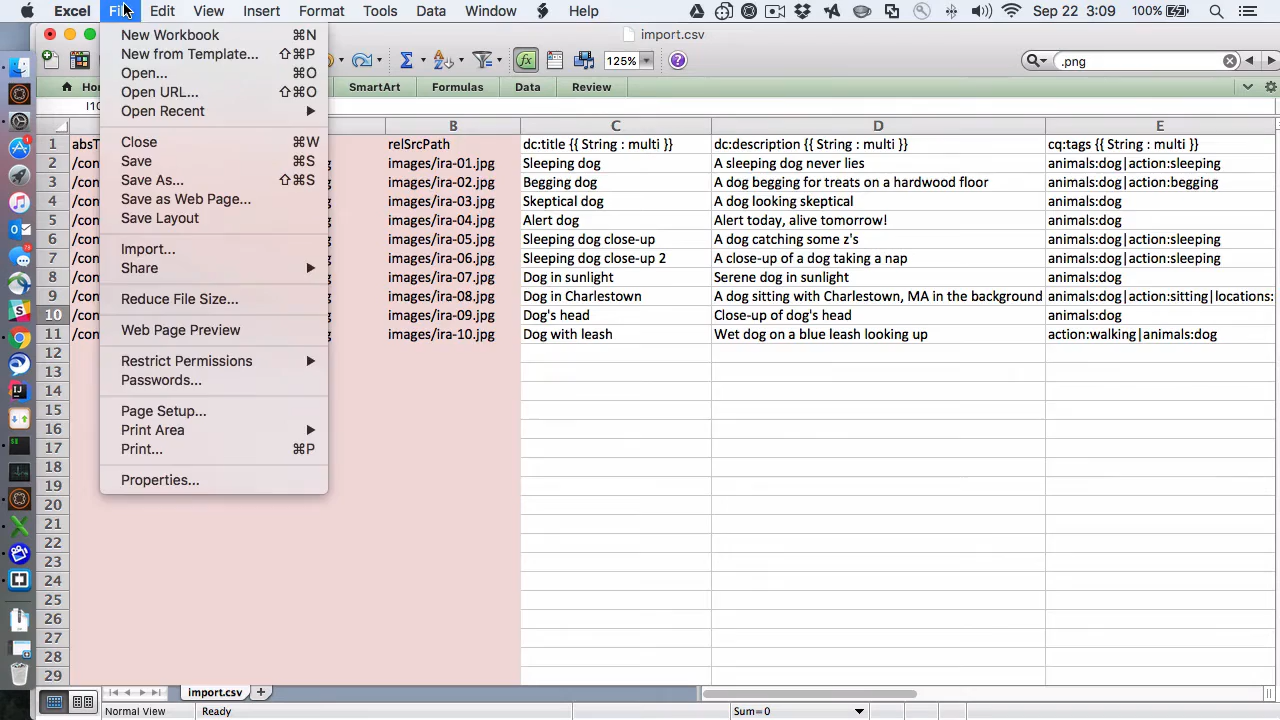 Excel File Edit View Insert Format Tools Data Window Help Sep 22 3:09 100%
import.csv
125% .png
SmartArt Formulas Data Review
New Workbook ⌘N
New from Template... ⇧⌘P
Open... ⌘O
Open URL... ⇧⌘O
Open Recent
Close ⌘W
Save ⌘S
Save As... ⇧⌘S
Save as Web Page...
Save Layout
Import...
Share
Reduce File Size...
Web Page Preview
Restrict Permissions
Passwords...
Page Setup...
Print Area
Print... ⌘P
Properties...
B C D E
1 relSrcPath dc:title {{ String : multi }} dc:description {{ String : multi }} cq:tags {{ String : multi }}
2 images/ira-01.jpg Sleeping dog A sleeping dog never lies animals:dog|action:sleeping
3 images/ira-02.jpg Begging dog A dog begging for treats on a hardwood floor animals:dog|action:begging
4 images/ira-03.jpg Skeptical dog A dog looking skeptical animals:dog
5 images/ira-04.jpg Alert dog Alert today, alive tomorrow! animals:dog
6 images/ira-05.jpg Sleeping dog close-up A dog catching some z's animals:dog|action:sleeping
7 images/ira-06.jpg Sleeping dog close-up 2 A close-up of a dog taking a nap animals:dog|action:sleeping
8 images/ira-07.jpg Dog in sunlight Serene dog in sunlight animals:dog
9 images/ira-08.jpg Dog in Charlestown A dog sitting with Charlestown, MA in the background animals:dog|action:sitting|locations:
10 images/ira-09.jpg Dog's head Close-up of dog's head animals:dog
11 images/ira-10.jpg Dog with leash Wet dog on a blue leash looking up action:walking|animals:dog
12
13
14
15
16
17
18
19
20
21
22
23
24
25
26
27
28
29
import.csv
Normal View Ready Sum=0